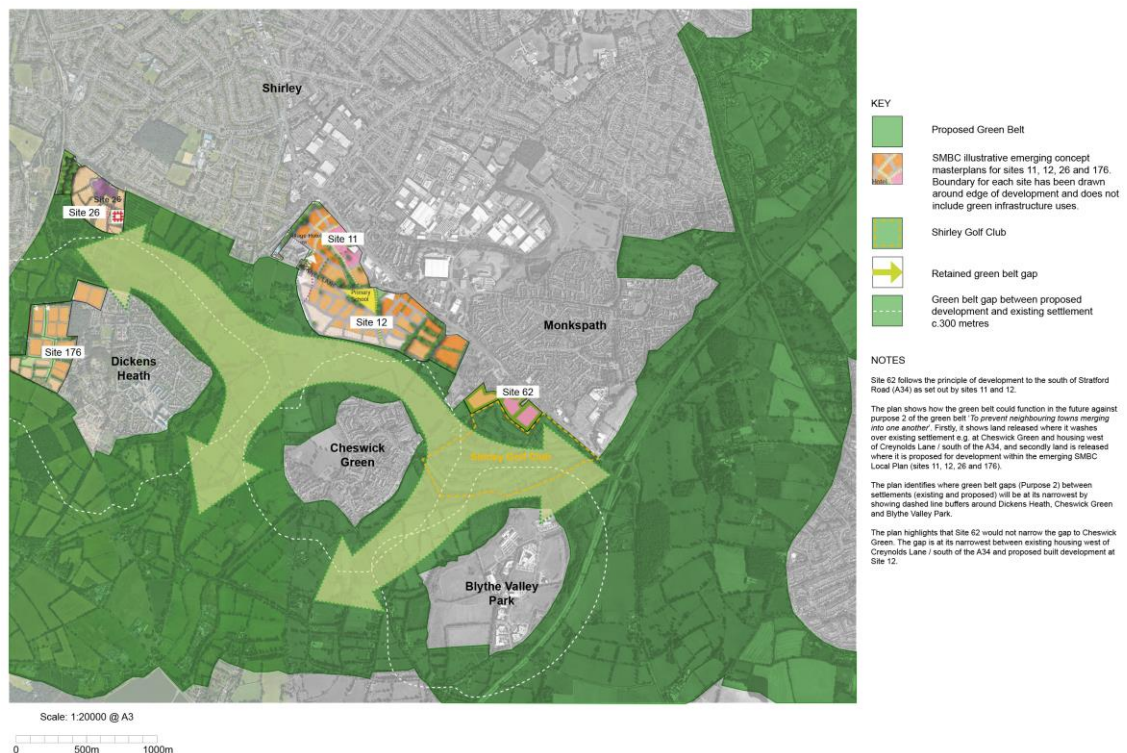 Shirley
Site 26
Site 26
Site 11
Primary
School
Site 12
Monkspath
Site 176
Dickens
Heath
Site 62
Cheswick
Green
Shirley Golf Club
Blythe Valley
Park
Scale: 1:20000 @ A3
0 500m 1000m
KEY
Proposed Green Belt
Hotel
SMBC illustrative emerging concept
masterplans for sites 11, 12, 26 and 176.
Boundary for each site has been drawn
around edge of development and does not
include green infrastructure uses.
Shirley Golf Club
Retained green belt gap
Green belt gap between proposed
development and existing settlement
c.300 metres
NOTES
Site 62 follows the principle of development to the south of Stratford
Road (A34) as set out by sites 11 and 12.
The plan shows how the green belt could function in the future against
purpose 2 of the green belt 'To prevent neighbouring towns merging
into one another'. Firstly, it shows land released where it washes
over existing settlement e.g. at Cheswick Green and housing west
of Creynolds Lane / south of the A34, and secondly land is released
where it is proposed for development within the emerging SMBC
Local Plan (sites 11, 12, 26 and 176).
The plan identifies where green belt gaps (Purpose 2) between
settlements (existing and proposed) will be at its narrowest by
showing dashed line buffers around Dickens Heath, Cheswick Green
and Blythe Valley Park.
The plan highlights that Site 62 would not narrow the gap to Cheswick
Green. The gap is at its narrowest between existing housing west of
Creynolds Lane / south of the A34 and proposed built development at
Site 12.